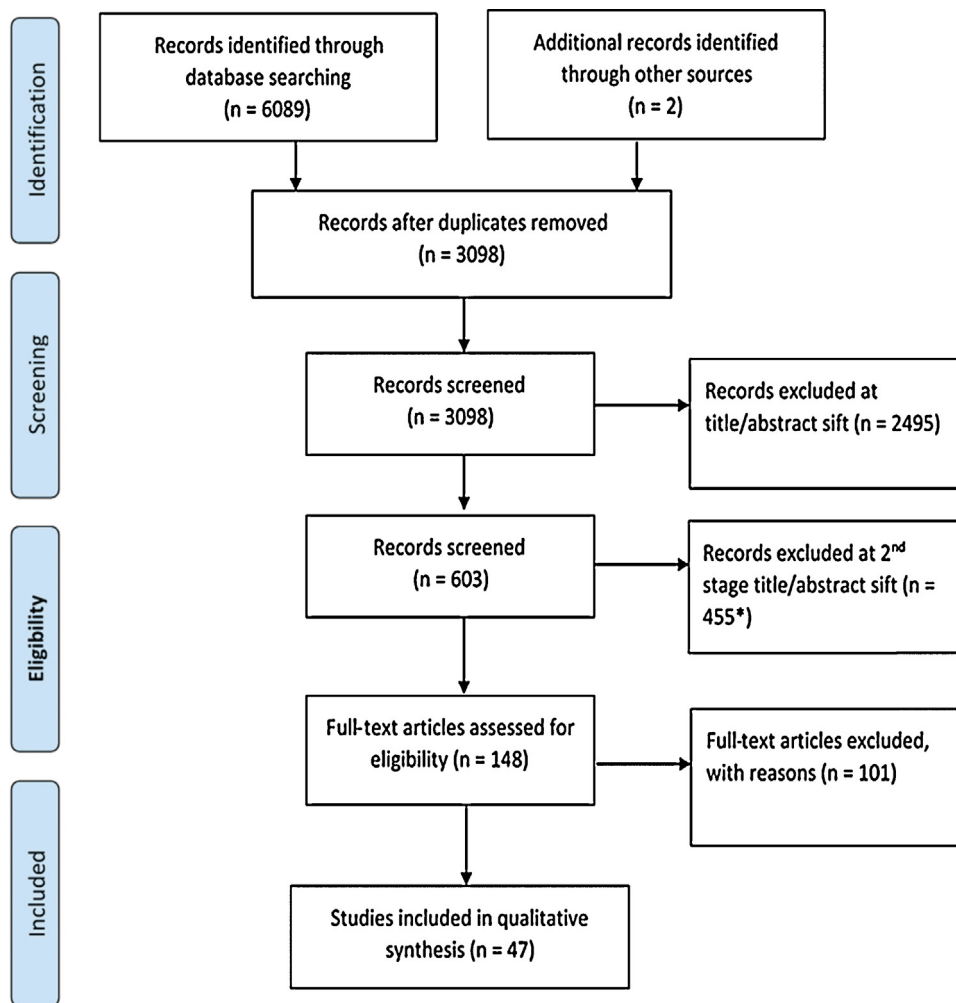 Identification
Records identified through
database searching
(n = 6089)
Additional records identified
through other sources
(n = 2)
Records after duplicates removed
(n = 3098)
Screening
Records screened
(n = 3098)
Records excluded at
title/abstract sift (n = 2495)
Eligibility
Records screened
(n = 603)
Records excluded at 2nd
stage title/abstract sift (n =
455*)
Full-text articles assessed for
eligibility (n = 148)
Full-text articles excluded,
with reasons (n = 101)
Included
Studies included in qualitative
synthesis (n = 47)